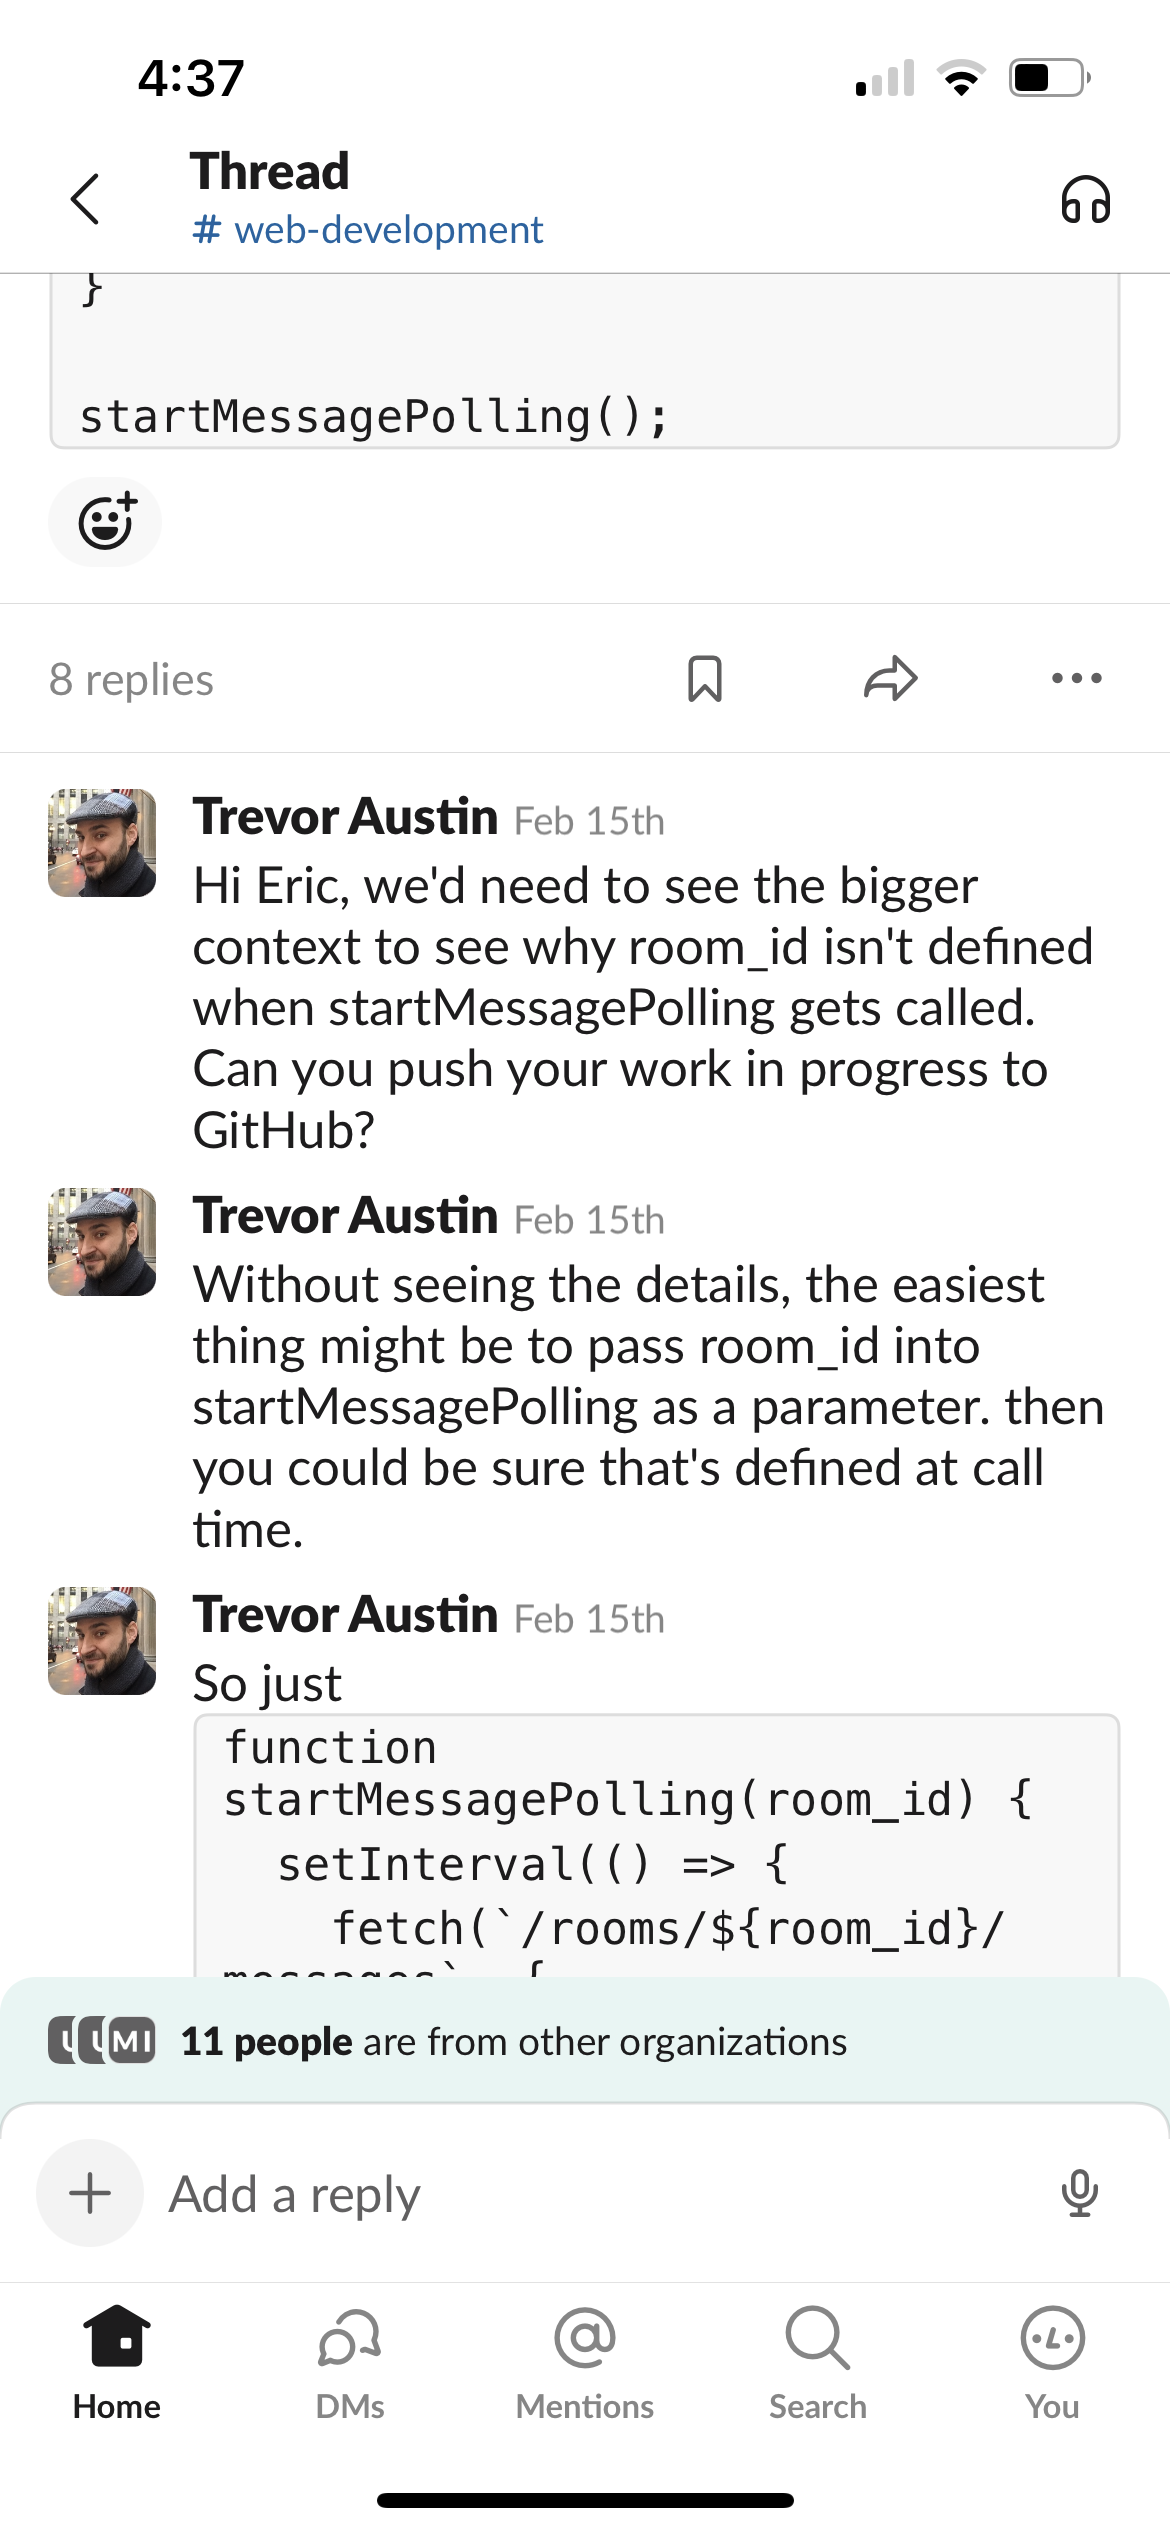 4:37
Thread
# web-development
}
startMessagePolling();
8 replies
Trevor Austin Feb 15th
Hi Eric, we'd need to see the bigger
context to see why room_id isn't defined
when startMessagePolling gets called.
Can you push your work in progress to
GitHub?
Trevor Austin Feb 15th
Without seeing the details, the easiest
thing might be to pass room_id into
startMessagePolling as a parameter. then
you could be sure that's defined at call
time.
Trevor Austin Feb 15th
So just
function
startMessagePolling(room_id) {
setInterval(() => {
fetch(`/rooms/${room_id}/
messages`, {
MI 11 people are from other organizations
Add a reply
Home DMs Mentions Search You